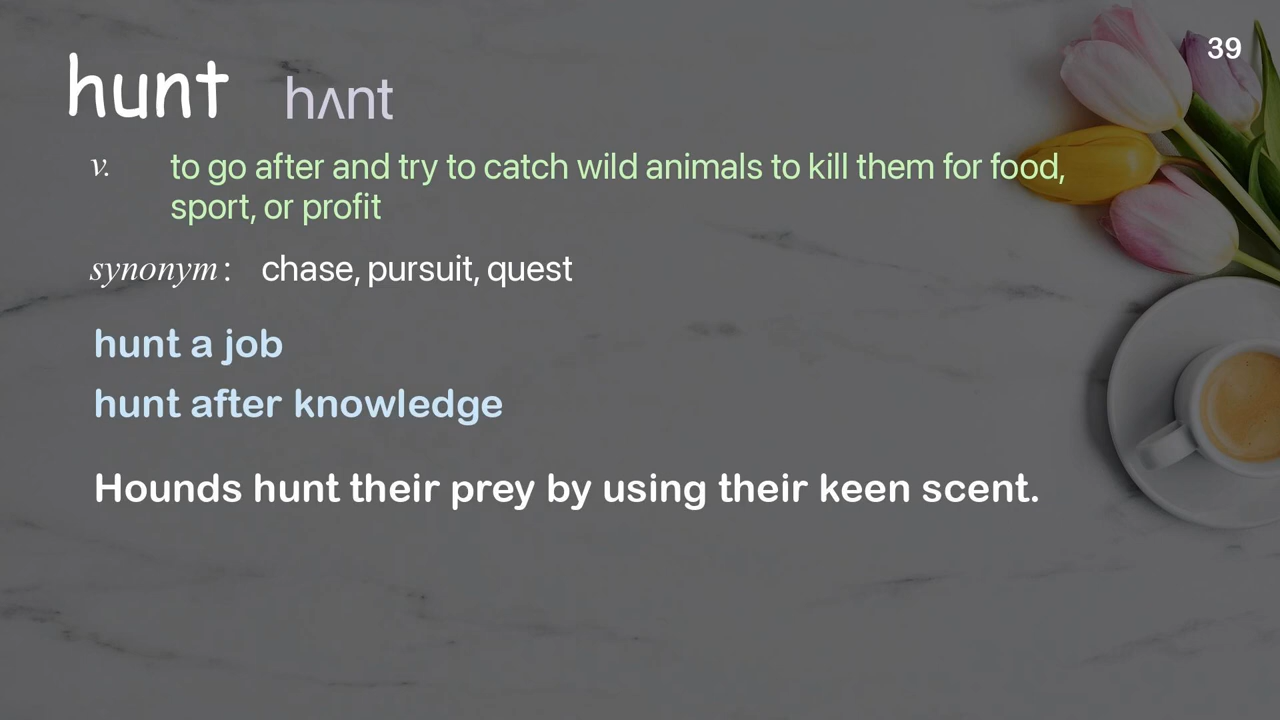 39
hunt hʌnt
v. to go after and try to catch wild animals to kill them for food,
sport, or profit
synonym: chase, pursuit, quest
hunt a job
hunt after knowledge
Hounds hunt their prey by using their keen scent.